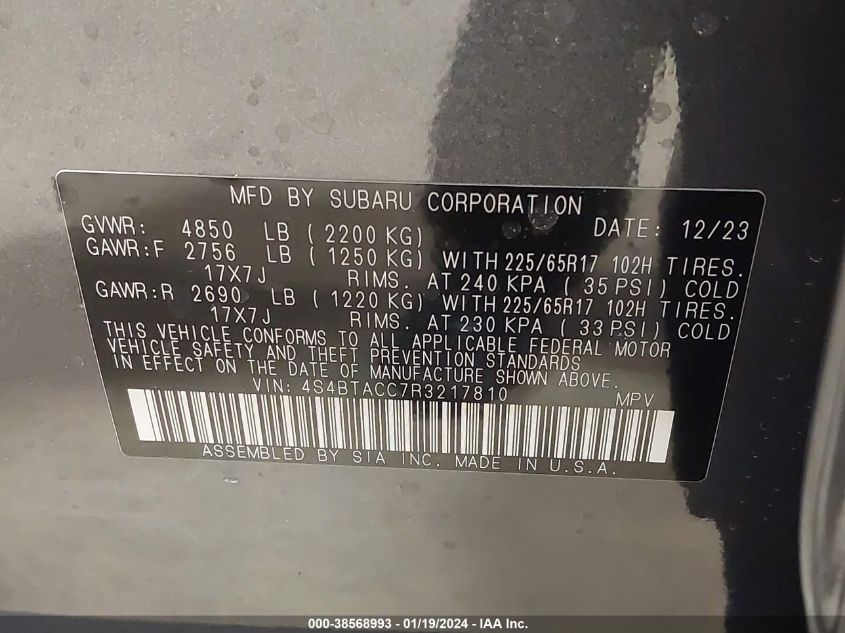 MFD BY SUBARU CORPORATION
GVWR: 4850 LB ( 2200 KG) DATE: 12/23
GAWR:F 2756 LB ( 1250 KG) WITH 225/65R17 102H TIRES.
17X7J RIMS. AT 240 KPA ( 35 PSI) COLD
GAWR:R 2690 LB ( 1220 KG) WITH 225/65R17 102H TIRES.
17X7J RIMS. AT 230 KPA ( 33 PSI) COLD
THIS VEHICLE CONFORMS TO ALL APPLICABLE FEDERAL MOTOR
VEHICLE SAFETY AND THEFT PREVENTION STANDARDS
IN EFFECT ON THE DATE OF MANUFACTURE SHOWN ABOVE.
VIN: 4S4BTACC7R3217810 MPV
ASSEMBLED BY SIA INC. MADE IN U.S.A.
000-38568993 - 01/19/2024 - IAA Inc.